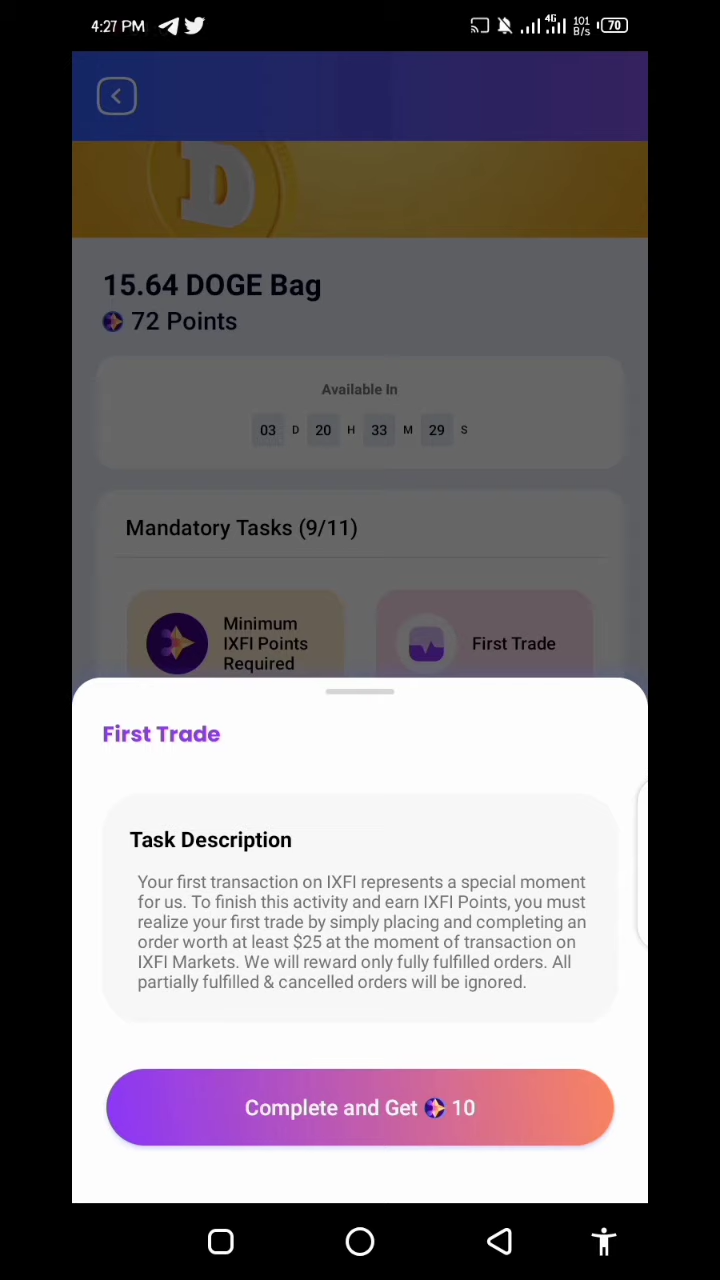 4:27 PM 4G 101 B/s 70
Ð
15.64 DOGE Bag
72 Points
Available In
03 D 20 H 33 M 29 S
Mandatory Tasks (9/11)
Minimum
IXFI Points
Required
First Trade
First Trade
Task Description
Your first transaction on IXFI represents a special moment
for us. To finish this activity and earn IXFI Points, you must
realize your first trade by simply placing and completing an
order worth at least $25 at the moment of transaction on
IXFI Markets. We will reward only fully fulfilled orders. All
partially fulfilled & cancelled orders will be ignored.
Complete and Get 10